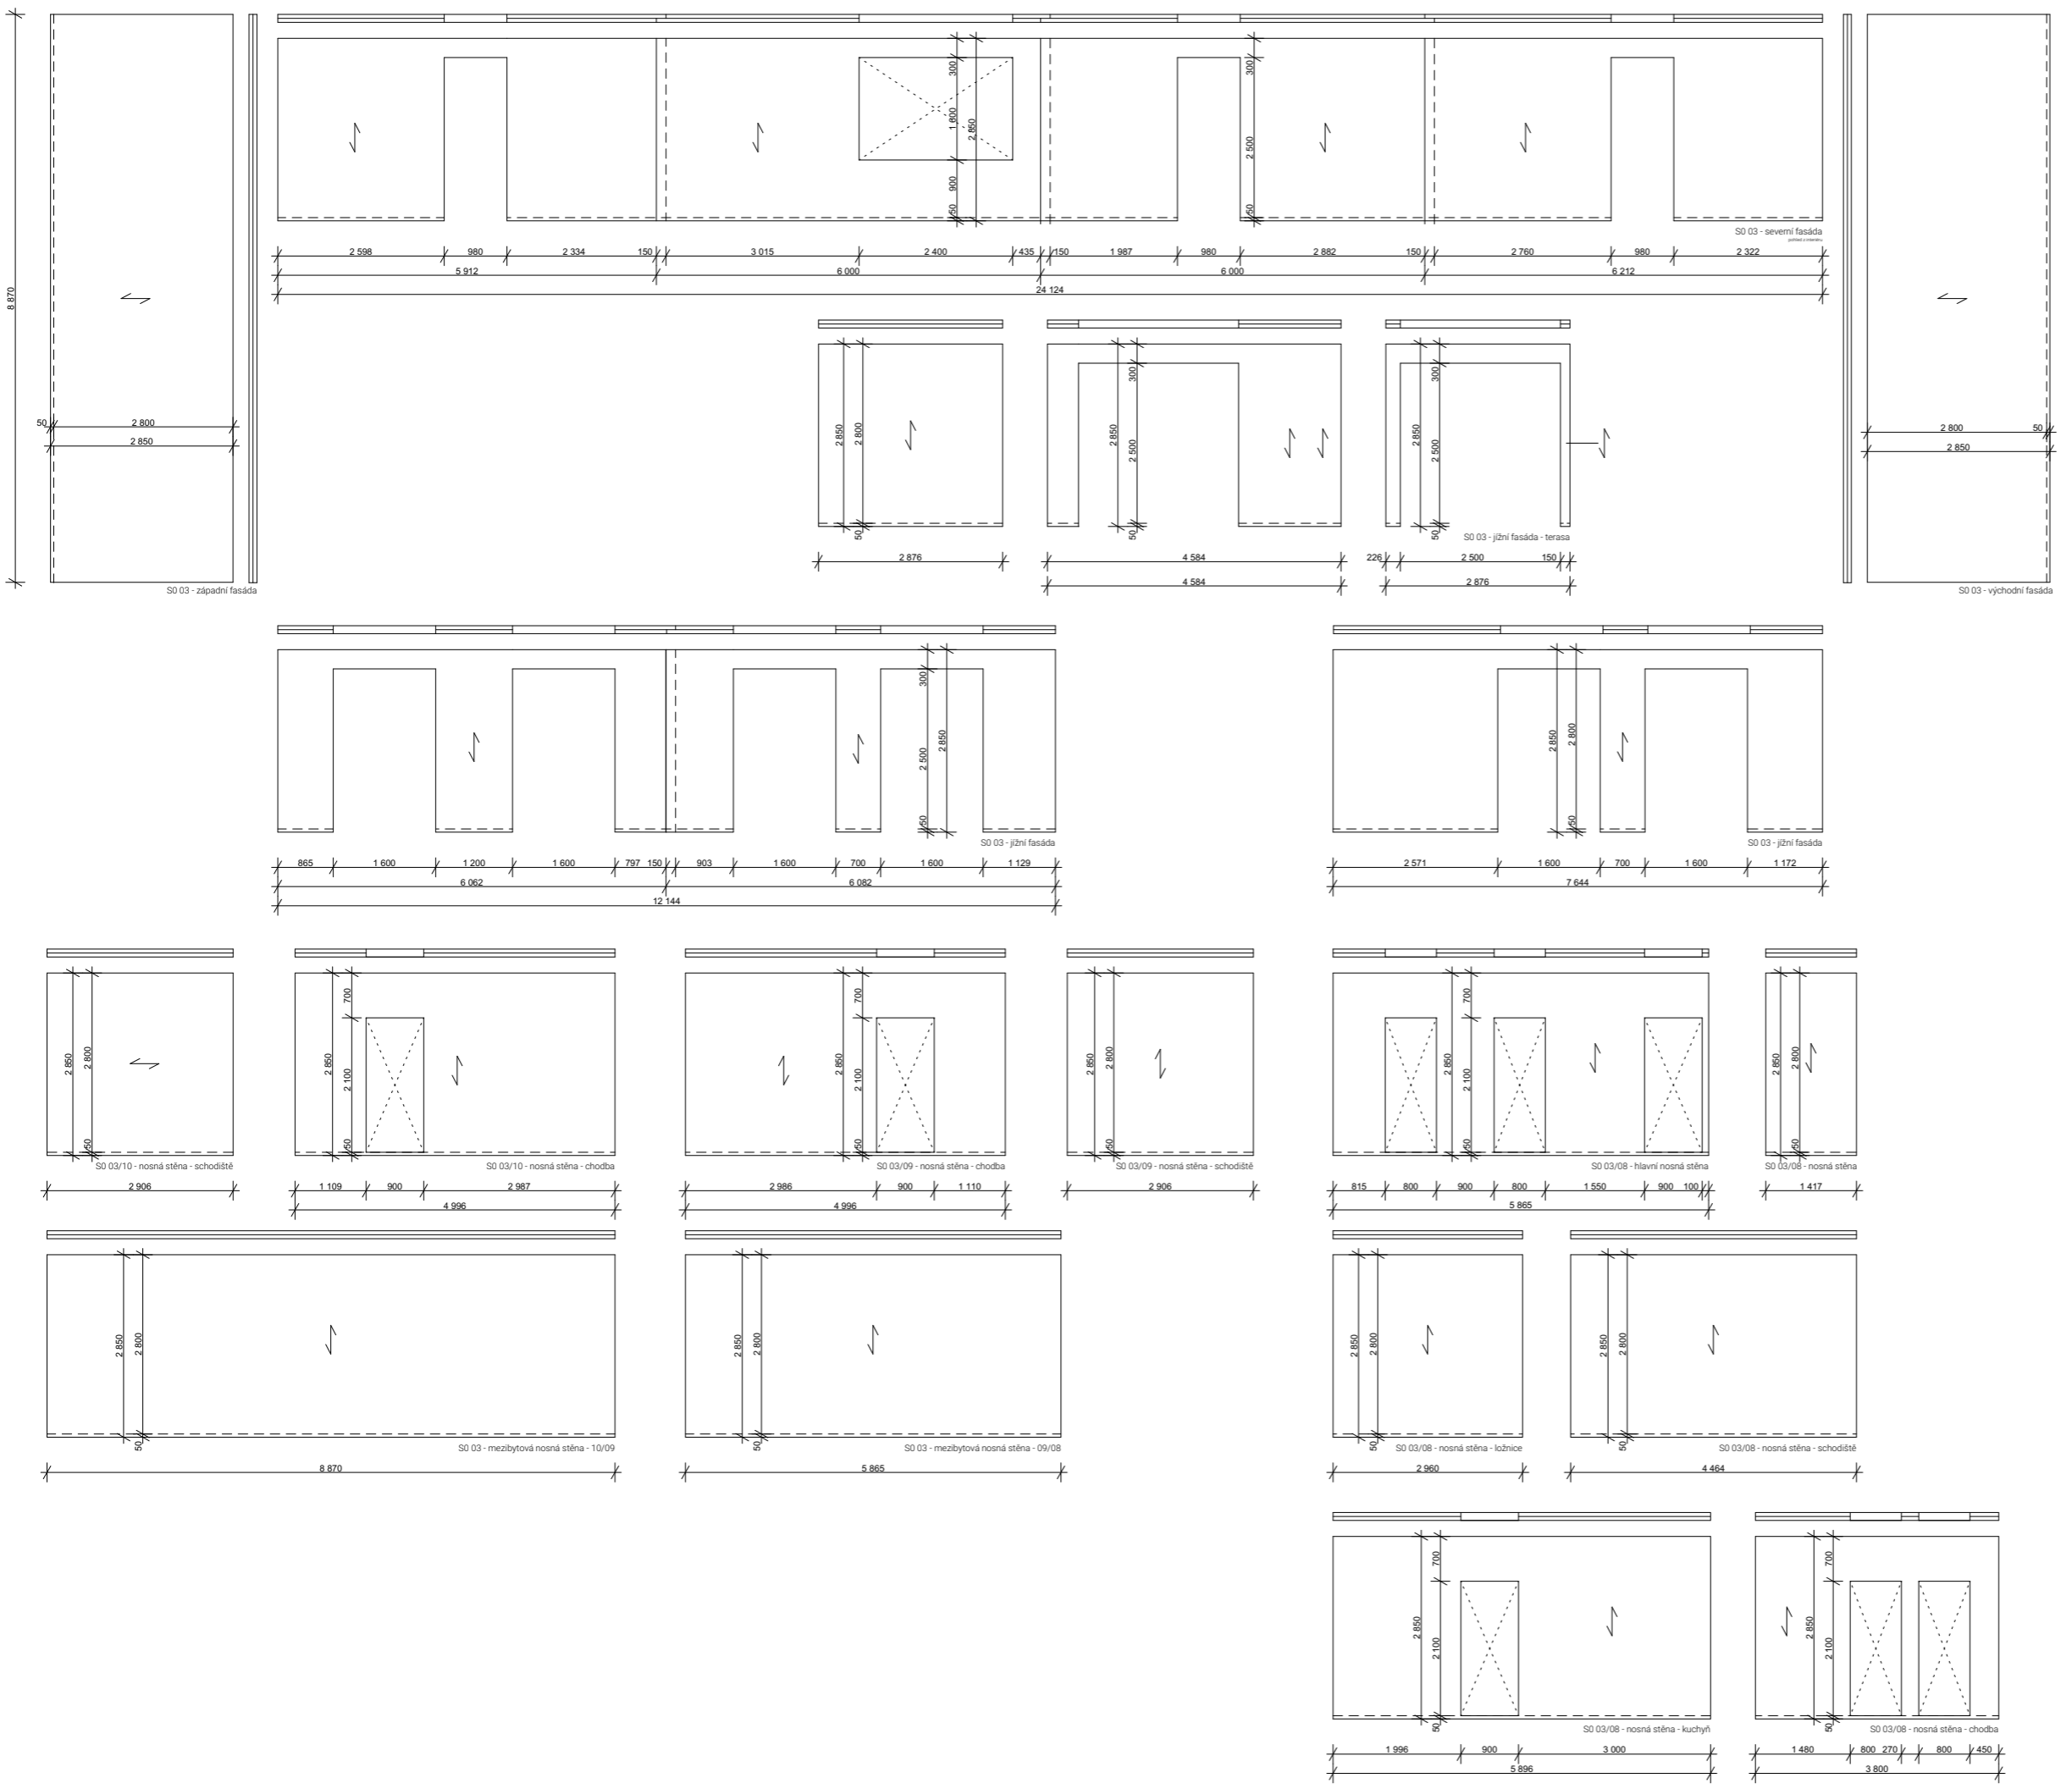 300
1 600
2 850
900
50
300
2 500
50
S0 03 - severní fasáda
pohled z interiéru
2 598 980 2 334 150 3 015 2 400 435 150 1 987 980 2 882 150 2 760 980 2 322
5 912 6 000 6 000 6 212
24 124
8 870
50 2 800
2 850
S0 03 - západní fasáda
2 800 50
2 850
S0 03 - východní fasáda
2 850 2 800 50
2 876
300
2 850 2 500 50
4 584
4 584
300
2 850 2 500 50
S0 03 - jižní fasáda - terasa
226 2 500 150
2 876
300
2 500 2 850
50
S0 03 - jižní fasáda
865 1 600 1 200 1 600 797 150 903 1 600 700 1 600 1 129
6 062 6 082
12 144
2 850 2 800
50
S0 03 - jižní fasáda
2 571 1 600 700 1 600 1 172
7 644
2 850 2 800 50
S0 03/10 - nosná stěna - schodiště
2 906
700
2 850 2 100 50
S0 03/10 - nosná stěna - chodba
1 109 900 2 987
4 996
700
2 850 2 100 50
S0 03/09 - nosná stěna - chodba
2 986 900 1 110
4 996
2 850 2 800 50
S0 03/09 - nosná stěna - schodiště
2 906
700
2 850 2 100 50
S0 03/08 - hlavní nosná stěna
815 800 900 800 1 550 900 100
5 865
2 850 2 800 50
S0 03/08 - nosná stěna
1 417
2 850 2 800 50
S0 03 - mezibytová nosná stěna - 10/09
8 870
2 850 2 800 50
S0 03 - mezibytová nosná stěna - 09/08
5 865
2 850 2 800 50
S0 03/08 - nosná stěna - ložnice
2 960
2 850 2 800 50
S0 03/08 - nosná stěna - schodiště
4 464
700
2 850 2 100 50
S0 03/08 - nosná stěna - kuchyň
1 996 900 3 000
5 896
700
2 850 2 100 50
S0 03/08 - nosná stěna - chodba
1 480 800 270 800 450
3 800